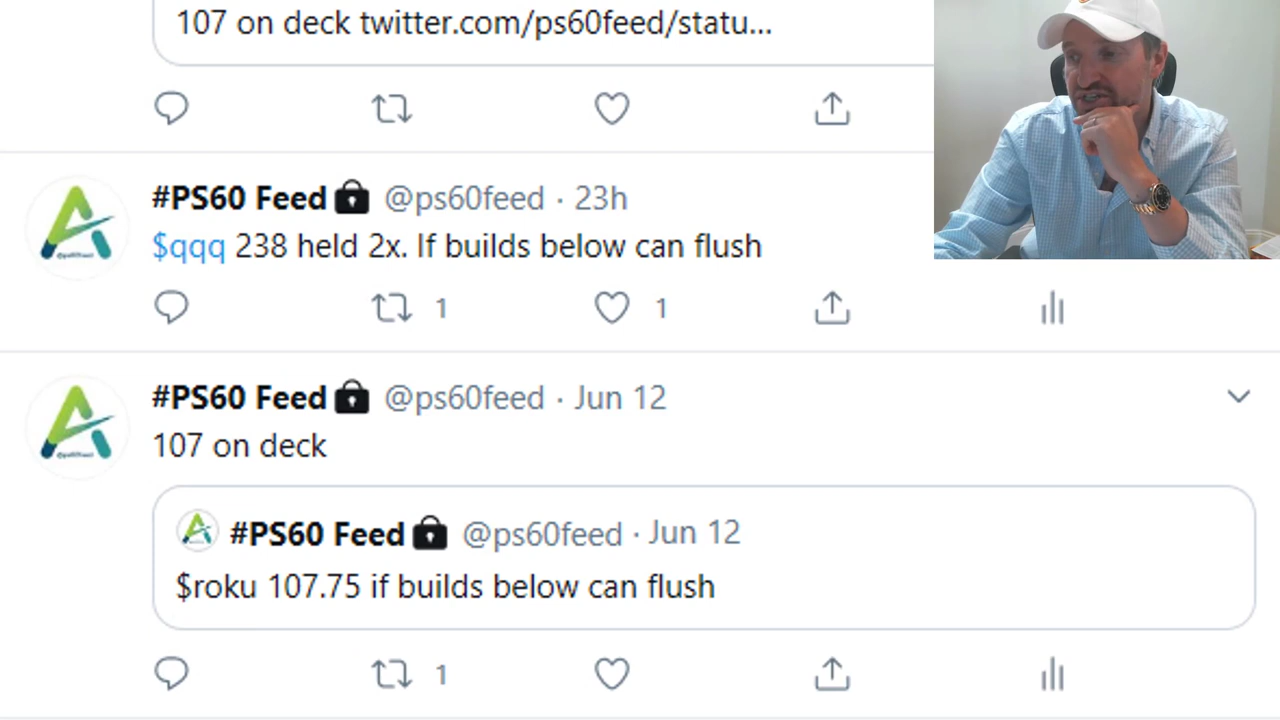 107 on deck twitter.com/ps60feed/statu...
#PS60 Feed @ps60feed · 23h
$qqq 238 held 2x. If builds below can flush
1 1
#PS60 Feed @ps60feed · Jun 12
107 on deck
#PS60 Feed @ps60feed · Jun 12
$roku 107.75 if builds below can flush
1